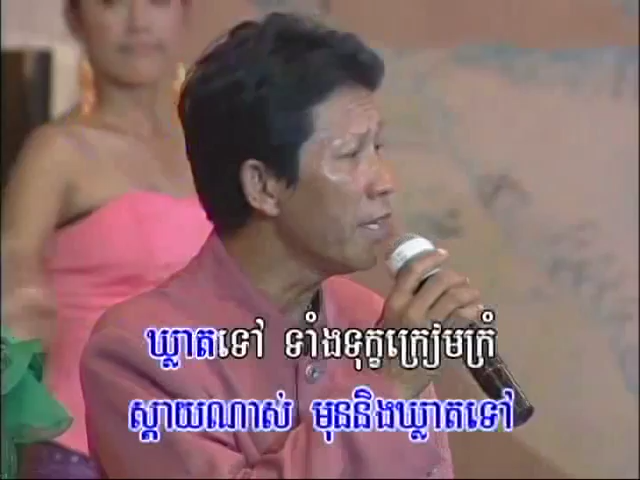 ឃ្លាតទៅ ទាំងទុក្ខក្រៀមក្រំ
ស្ដាយណាស់ មុននិងឃ្លាតទៅ